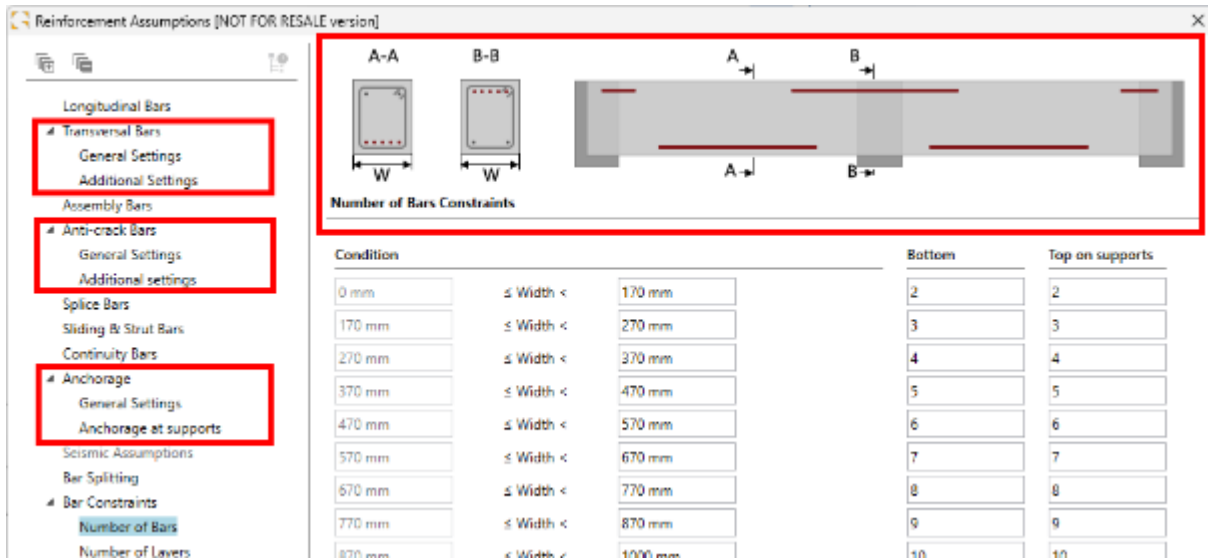 Reinforcement Assumptions [NOT FOR RESALE version]
Longitudinal Bars
Transversal Bars
General Settings
Additional Settings
Assembly Bars
Anti-crack Bars
General Settings
Additional settings
Splice Bars
Sliding & Strut Bars
Continuity Bars
Anchorage
General Settings
Anchorage at supports
Seismic Assumptions
Bar Splitting
Bar Constraints
Number of Bars
Number of Layers
A-A B-B A B
W W A B
Number of Bars Constraints
Condition Bottom Top on supports
0 mm ≤ Width < 170 mm 2 2
170 mm ≤ Width < 270 mm 3 3
270 mm ≤ Width < 370 mm 4 4
370 mm ≤ Width < 470 mm 5 5
470 mm ≤ Width < 570 mm 6 6
570 mm ≤ Width < 670 mm 7 7
670 mm ≤ Width < 770 mm 8 8
770 mm ≤ Width < 870 mm 9 9
870 mm ≤ Width < 1000 mm 10 10